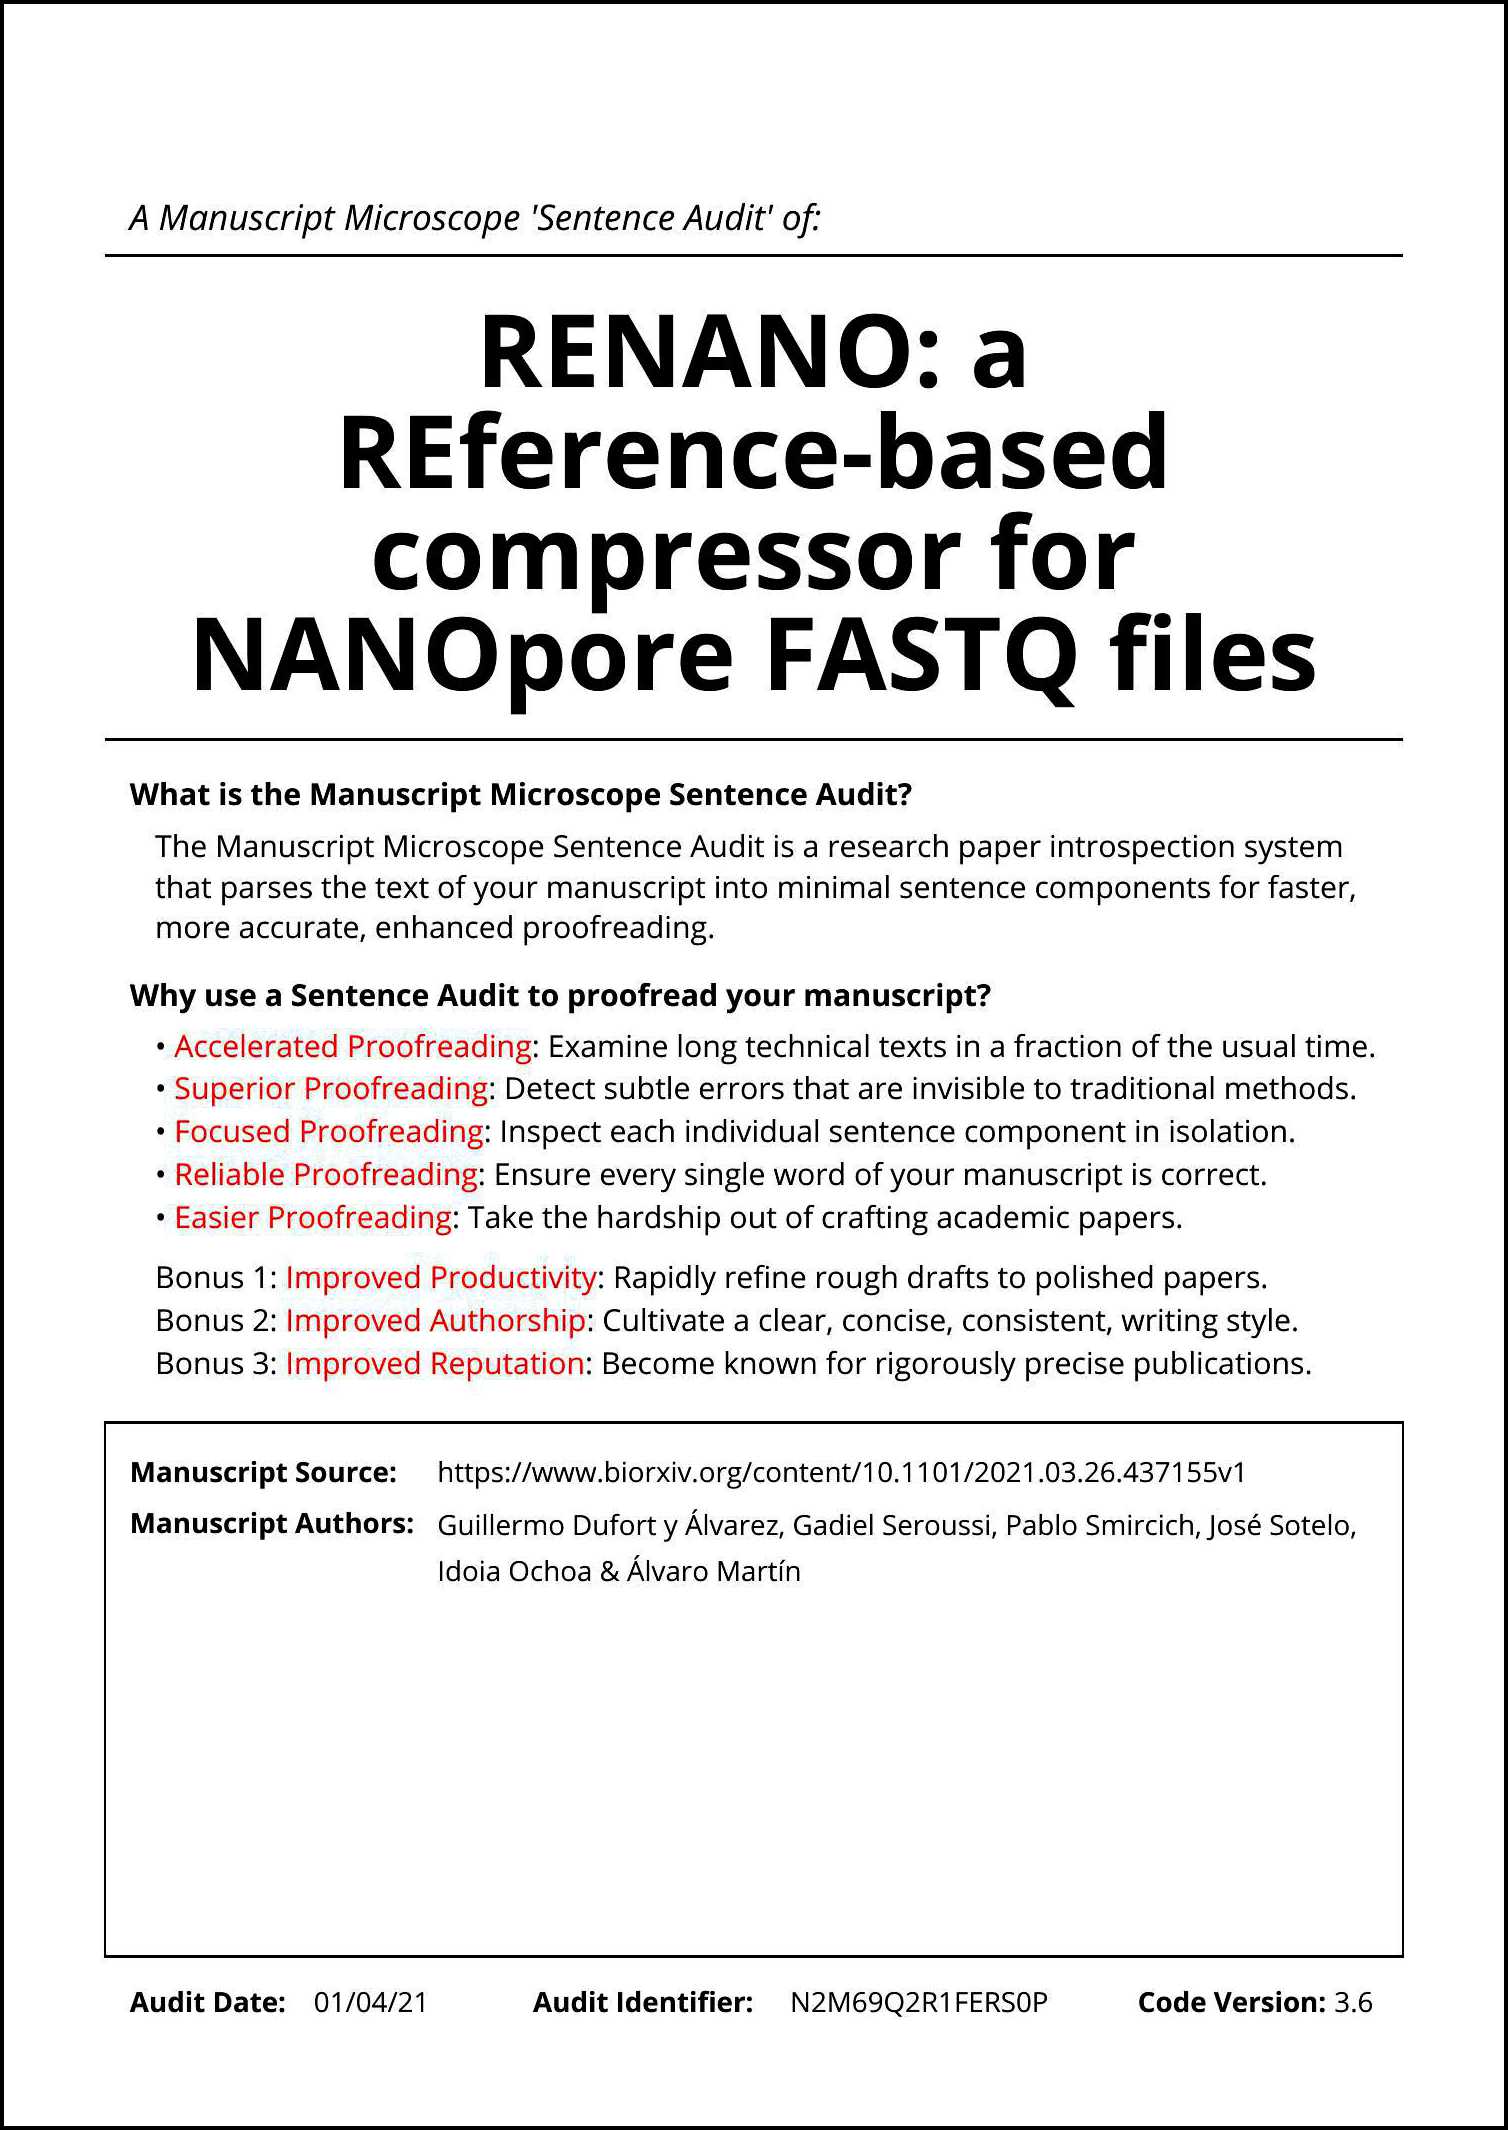 A Manuscript Microscope 'Sentence Audit' of:
RENANO: a
REference-based
compressor for
NANOpore FASTQ files
What is the Manuscript Microscope Sentence Audit?
The Manuscript Microscope Sentence Audit is a research paper introspection system
that parses the text of your manuscript into minimal sentence components for faster,
more accurate, enhanced proofreading.
Why use a Sentence Audit to proofread your manuscript?
• Accelerated Proofreading: Examine long technical texts in a fraction of the usual time.
• Superior Proofreading: Detect subtle errors that are invisible to traditional methods.
• Focused Proofreading: Inspect each individual sentence component in isolation.
• Reliable Proofreading: Ensure every single word of your manuscript is correct.
• Easier Proofreading: Take the hardship out of crafting academic papers.
Bonus 1: Improved Productivity: Rapidly refine rough drafts to polished papers.
Bonus 2: Improved Authorship: Cultivate a clear, concise, consistent, writing style.
Bonus 3: Improved Reputation: Become known for rigorously precise publications.
Manuscript Source: https://www.biorxiv.org/content/10.1101/2021.03.26.437155v1
Manuscript Authors: Guillermo Dufort y Álvarez, Gadiel Seroussi, Pablo Smircich, José Sotelo,
Idoia Ochoa & Álvaro Martín
Audit Date: 01/04/21 Audit Identifier: N2M69Q2R1FERS0P Code Version: 3.6